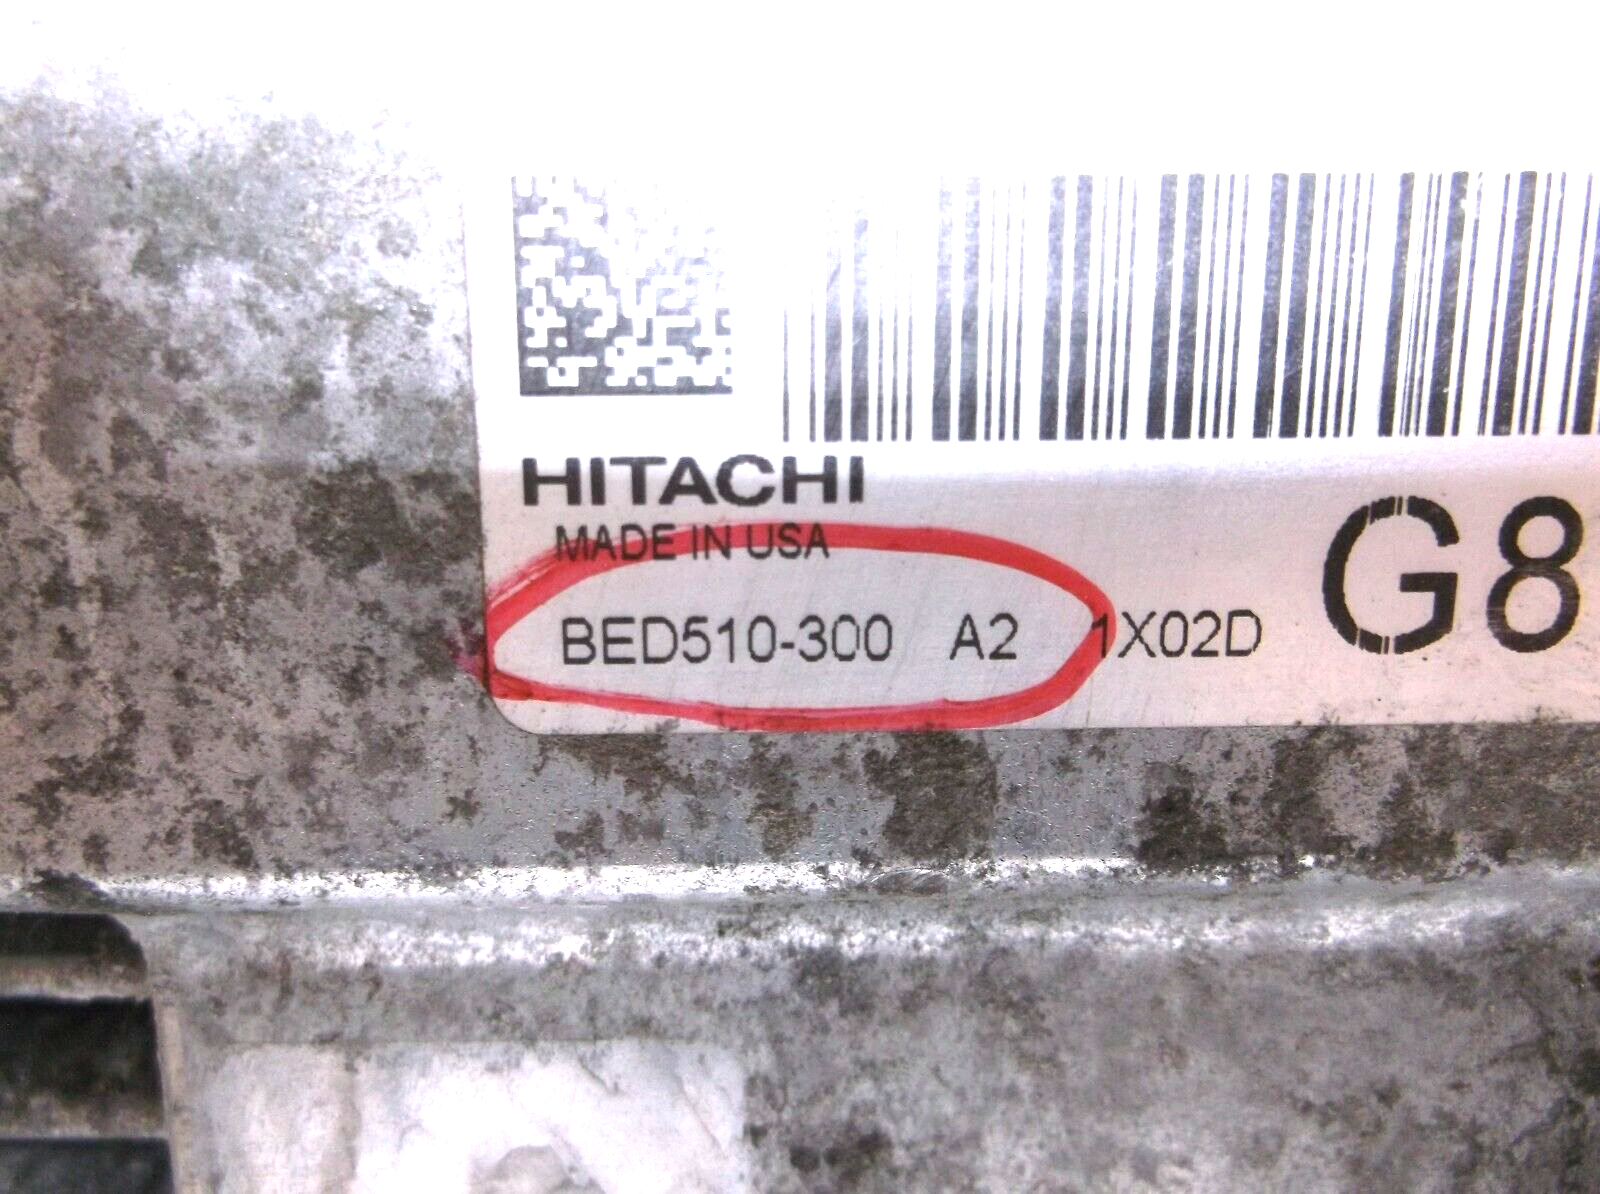 HITACHI
MADE IN USA
BED510-300 A2 1X02D G8